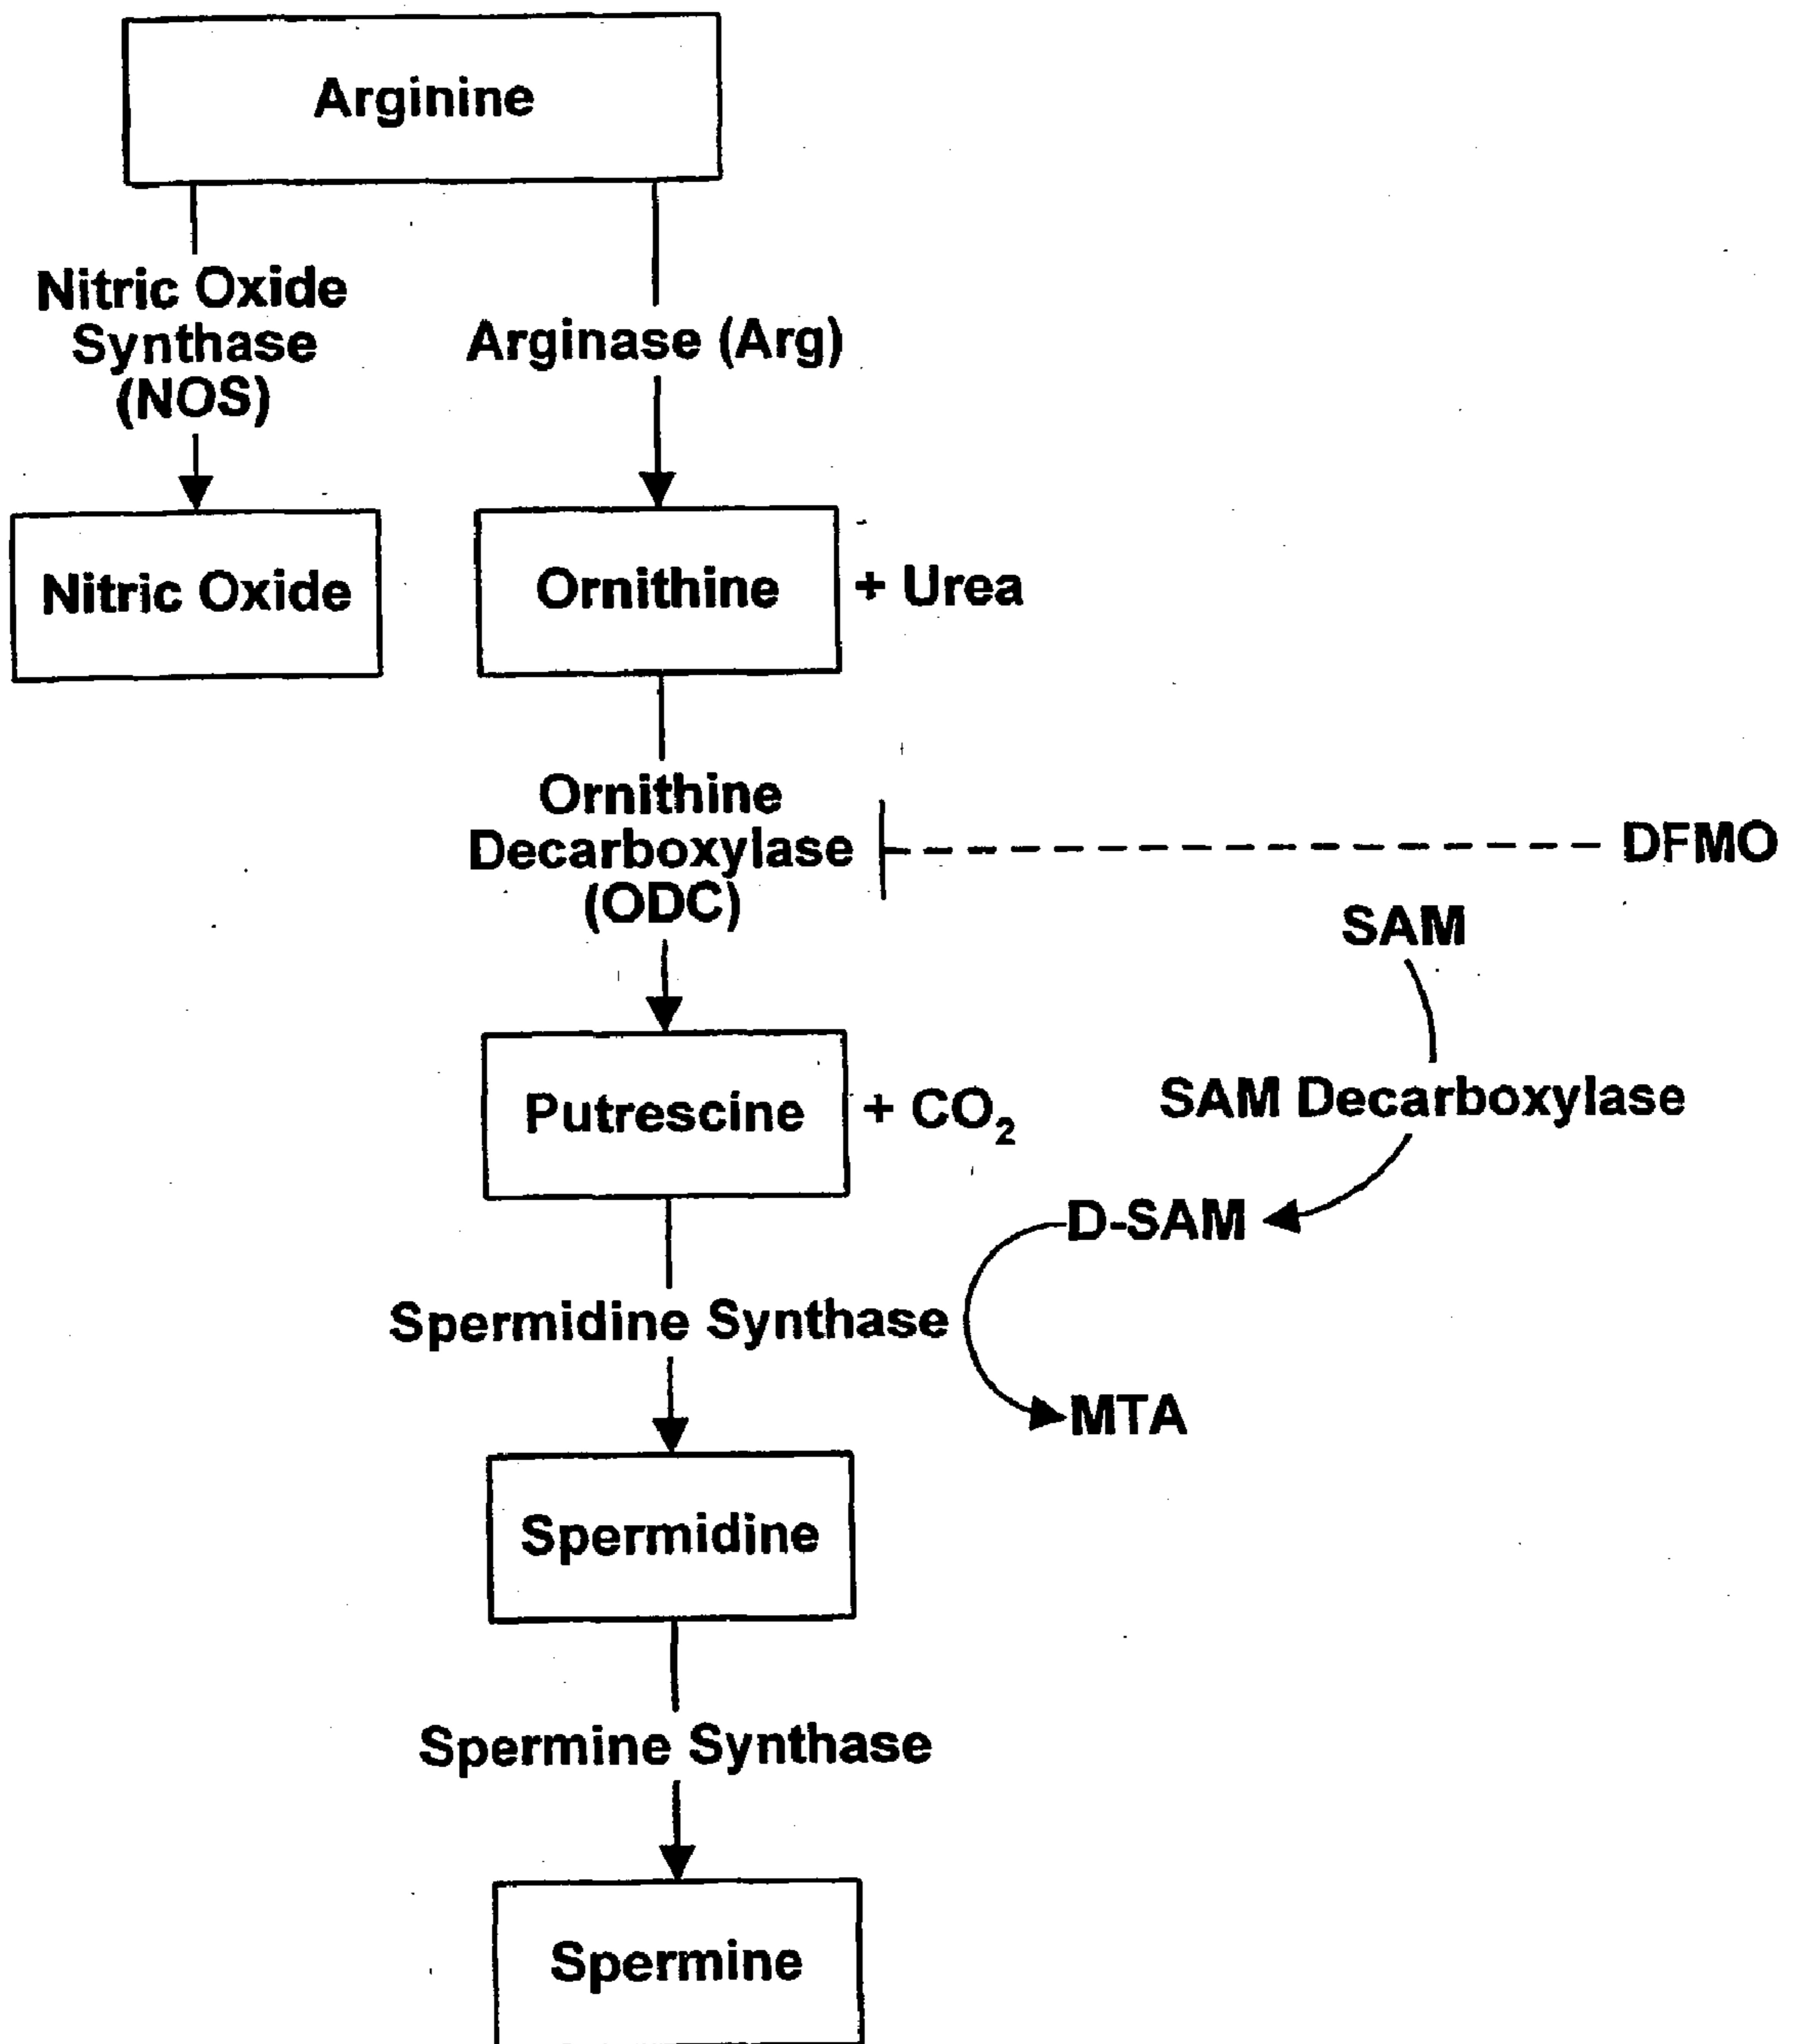 Arginine
Nitric Oxide
Synthase
(NOS)
Arginase (Arg)
Nitric Oxide
Ornithine
+ Urea
Ornithine
Decarboxylase
(ODC)
DFMO
SAM
Putrescine
+ CO₂
SAM Decarboxylase
D-SAM
Spermidine Synthase
MTA
Spermidine
Spermine Synthase
Spermine